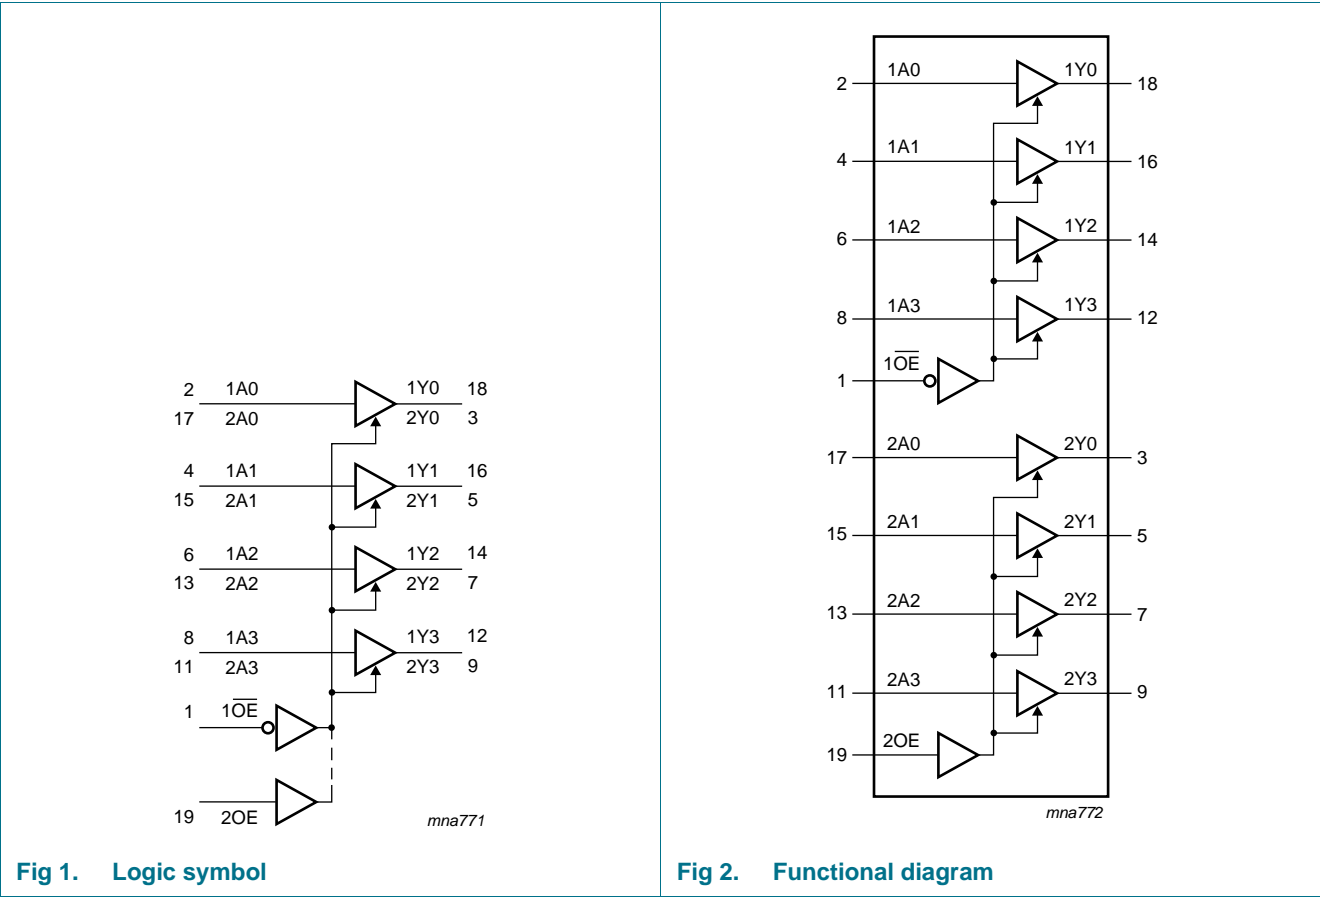 2 1A0 1Y0 18
17 2A0 2Y0 3
4 1A1 1Y1 16
15 2A1 2Y1 5
6 1A2 1Y2 14
13 2A2 2Y2 7
8 1A3 1Y3 12
11 2A3 2Y3 9
1 1O̅E̅
19 2OE
mna771
Fig 1. Logic symbol
2 1A0 1Y0 18
4 1A1 1Y1 16
6 1A2 1Y2 14
8 1A3 1Y3 12
1 1O̅E̅
17 2A0 2Y0 3
15 2A1 2Y1 5
13 2A2 2Y2 7
11 2A3 2Y3 9
19 2OE
mna772
Fig 2. Functional diagram